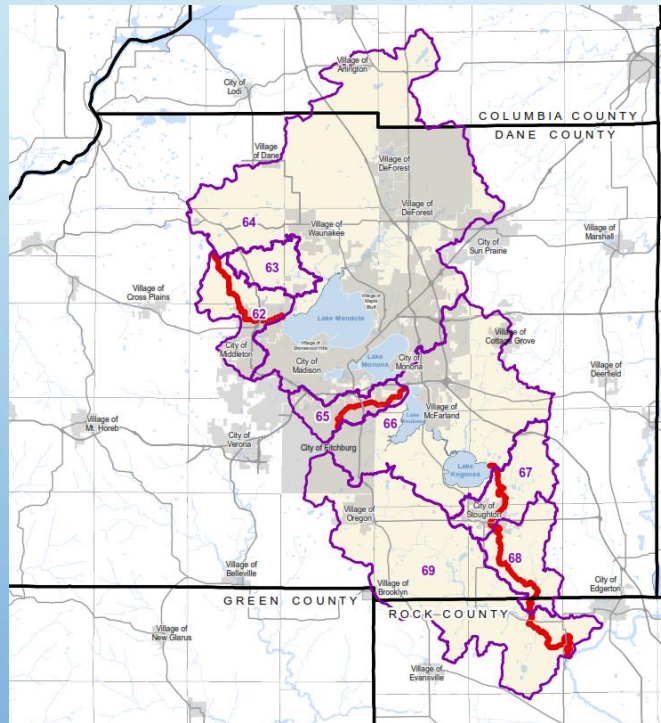 Village of
Arlington
City of
Lodi
COLUMBIA COUNTY
DANE COUNTY
Village
of Dane
Village of
DeForest
Village of
DeForest
64
Village of
Waunakee
Village of
Marshall
City of
Sun Prairie
63
Village of
Cross Plains
62
Village of
Maple
Bluff
Lake Mendota
Village of
Cottage Grove
City of
Middleton
Village of
Shorewood Hills
City of
Madison
Lake
Monona
City of
Monona
Village of
Deerfield
65
66
Lake
Waubesa
Village of
McFarland
Village of
Mt. Horeb
City of
Verona
City of Fitchburg
Lake
Kegonsa
67
City of
Stoughton
Village of
Oregon
68
69
Village of
Belleville
Village of
Brooklyn
City of
Edgerton
GREEN COUNTY
ROCK COUNTY
Village of
New Glarus
Village of
Evansville